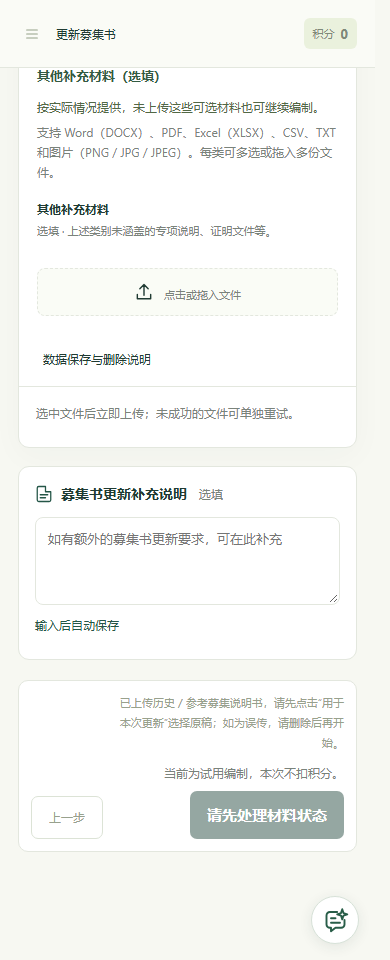 更新募集书
积分 0
其他补充材料（选填）
按实际情况提供，未上传这些可选材料也可继续编制。
支持 Word（DOCX）、PDF、Excel（XLSX）、CSV、TXT
和图片（PNG / JPG / JPEG）。每类可多选或拖入多份文
件。
其他补充材料
选填 · 上述类别未涵盖的专项说明、证明文件等。
点击或拖入文件
数据保存与删除说明
选中文件后立即上传；未成功的文件可单独重试。
募集书更新补充说明 选填
如有额外的募集书更新要求，可在此补充
输入后自动保存
已上传历史 / 参考募集说明书，请先点击“用于
本次更新”选择原稿；如为误传，请删除后再开
始。
当前为试用编制，本次不扣积分。
上一步
请先处理材料状态